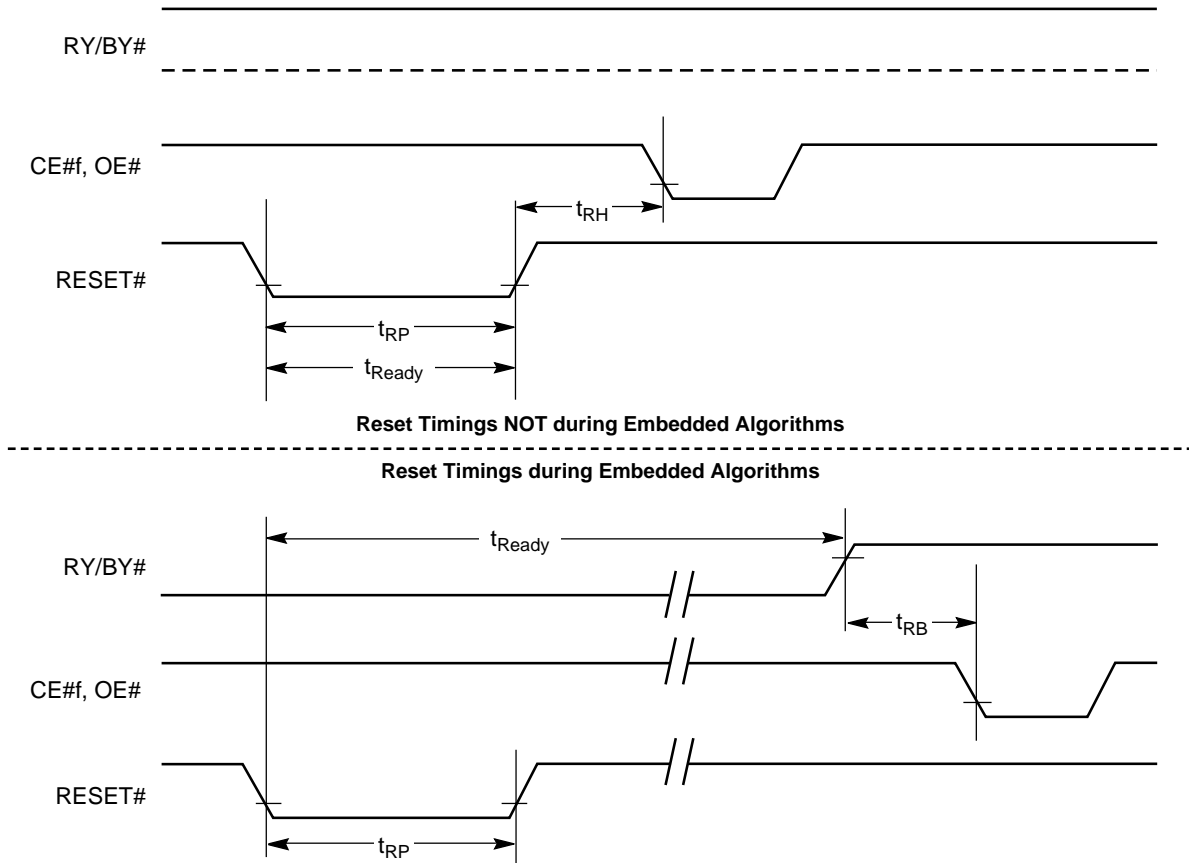 RY/BY#
CE#f, OE#
tRH
RESET#
tRP
tReady
Reset Timings NOT during Embedded Algorithms
Reset Timings during Embedded Algorithms
tReady
RY/BY#
tRB
CE#f, OE#
RESET#
tRP